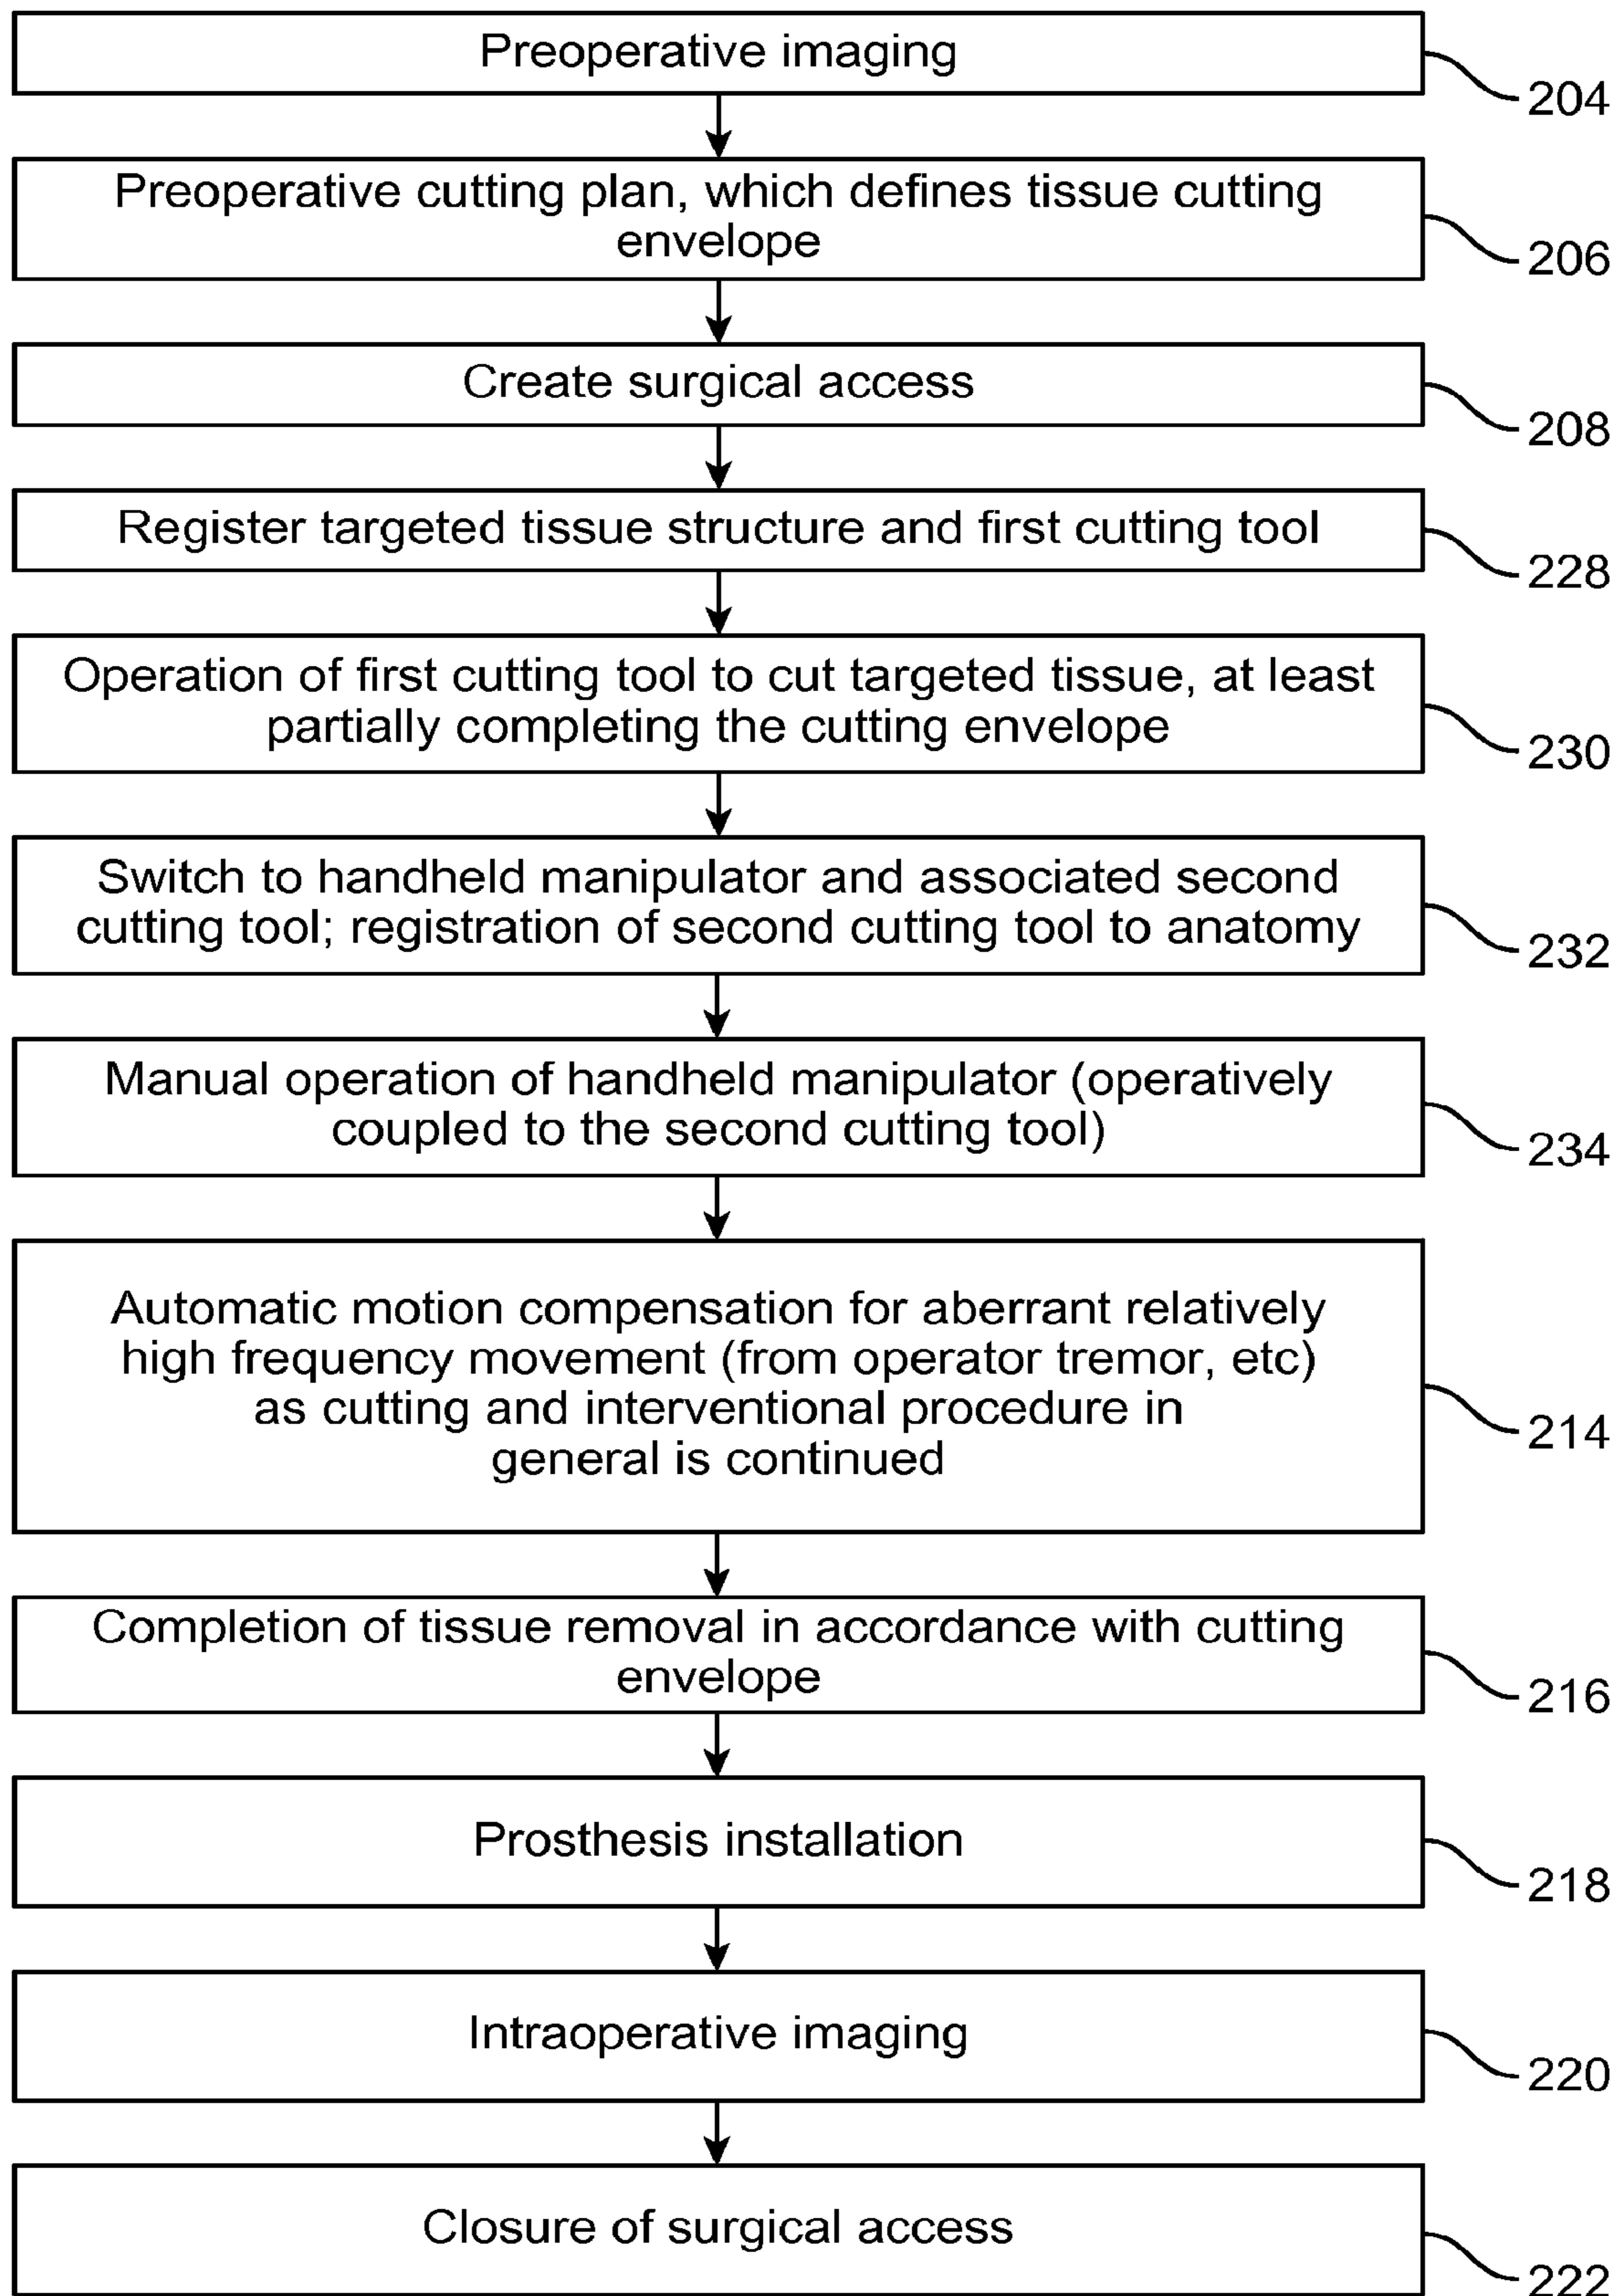 Preoperative imaging
204
Preoperative cutting plan, which defines tissue cutting
envelope
206
Create surgical access
208
Register targeted tissue structure and first cutting tool
228
Operation of first cutting tool to cut targeted tissue, at least
partially completing the cutting envelope
230
Switch to handheld manipulator and associated second
cutting tool; registration of second cutting tool to anatomy
232
Manual operation of handheld manipulator (operatively
coupled to the second cutting tool)
234
Automatic motion compensation for aberrant relatively
high frequency movement (from operator tremor, etc)
as cutting and interventional procedure in
general is continued
214
Completion of tissue removal in accordance with cutting
envelope
216
Prosthesis installation
218
Intraoperative imaging
220
Closure of surgical access
222